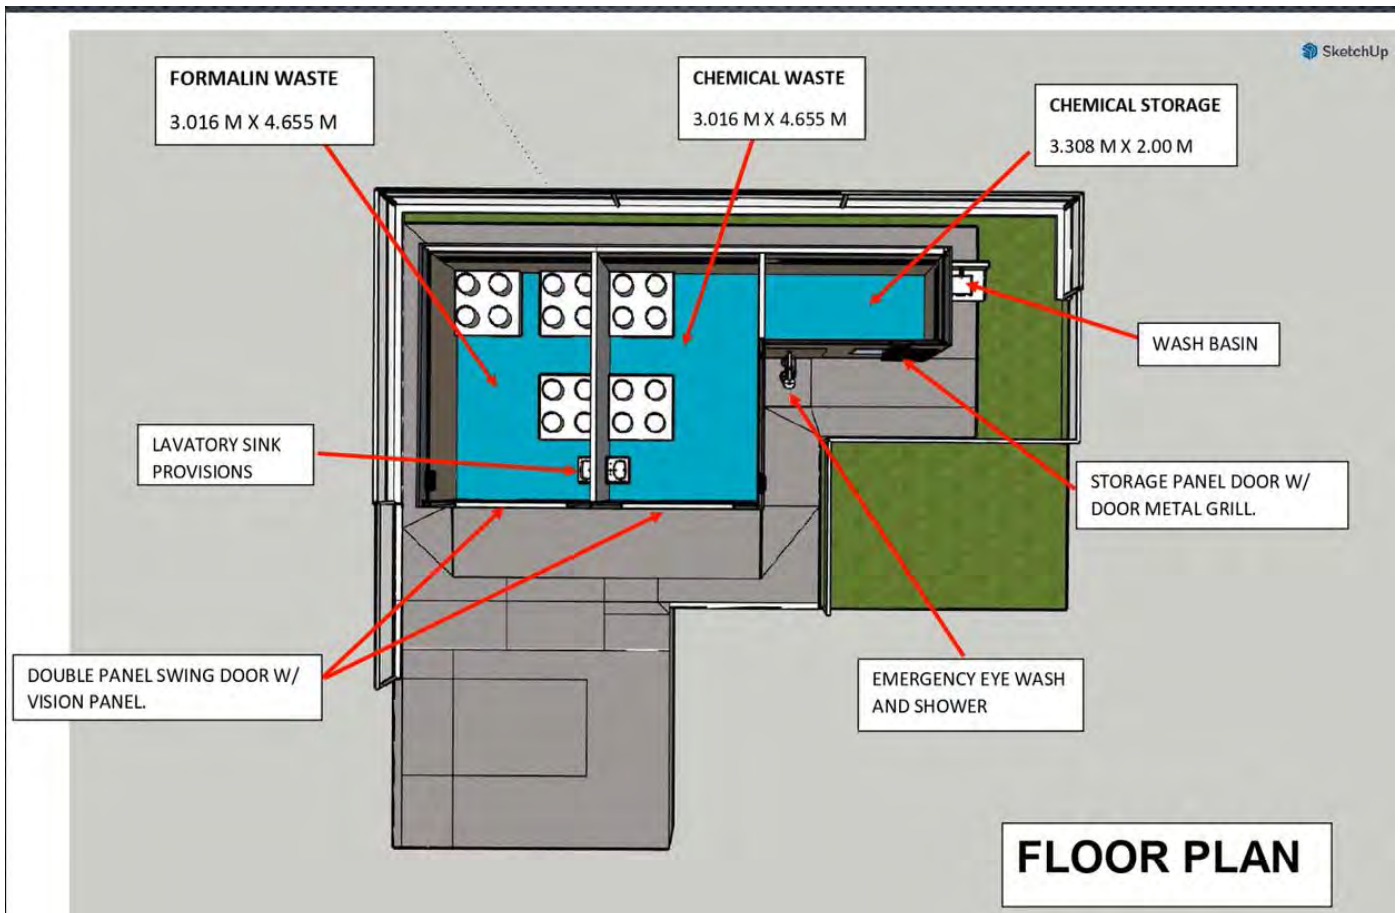 SketchUp
FORMALIN WASTE
3.016 M X 4.655 M
CHEMICAL WASTE
3.016 M X 4.655 M
CHEMICAL STORAGE
3.308 M X 2.00 M
WASH BASIN
LAVATORY SINK
PROVISIONS
STORAGE PANEL DOOR W/
DOOR METAL GRILL.
DOUBLE PANEL SWING DOOR W/
VISION PANEL.
EMERGENCY EYE WASH
AND SHOWER
FLOOR PLAN